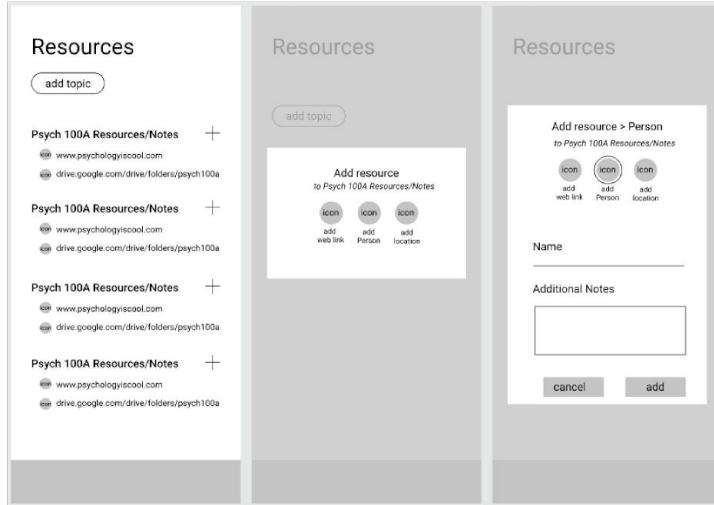 Resources
add topic
Psych 100A Resources/Notes
icon www.psychologyiscool.com
icon drive.google.com/drive/folders/psych100a
Psych 100A Resources/Notes
icon www.psychologyiscool.com
icon drive.google.com/drive/folders/psych100a
Psych 100A Resources/Notes
icon www.psychologyiscool.com
icon drive.google.com/drive/folders/psych100a
Psych 100A Resources/Notes
icon www.psychologyiscool.com
icon drive.google.com/drive/folders/psych100a
Resources
add topic
Add resource
to Psych 100A Resources/Notes
icon icon icon
add add add
web link Person location
Resources
Add resource > Person
to Psych 100A Resources/Notes
icon icon icon
add add add
web link Person location
Name
Additional Notes
cancel add